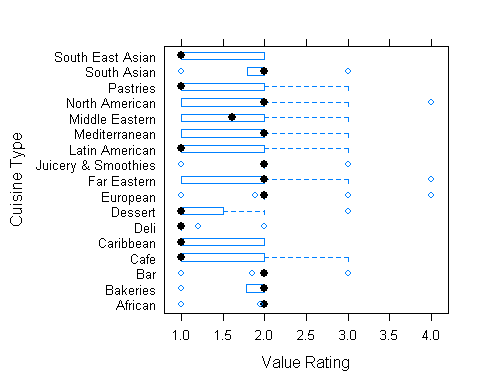 South East Asian
South Asian
Pastries
North American
Middle Eastern
Mediterranean
Latin American
Juicery & Smoothies
Far Eastern
European
Dessert
Deli
Caribbean
Cafe
Bar
Bakeries
African
Cuisine Type
1.0 1.5 2.0 2.5 3.0 3.5 4.0
Value Rating